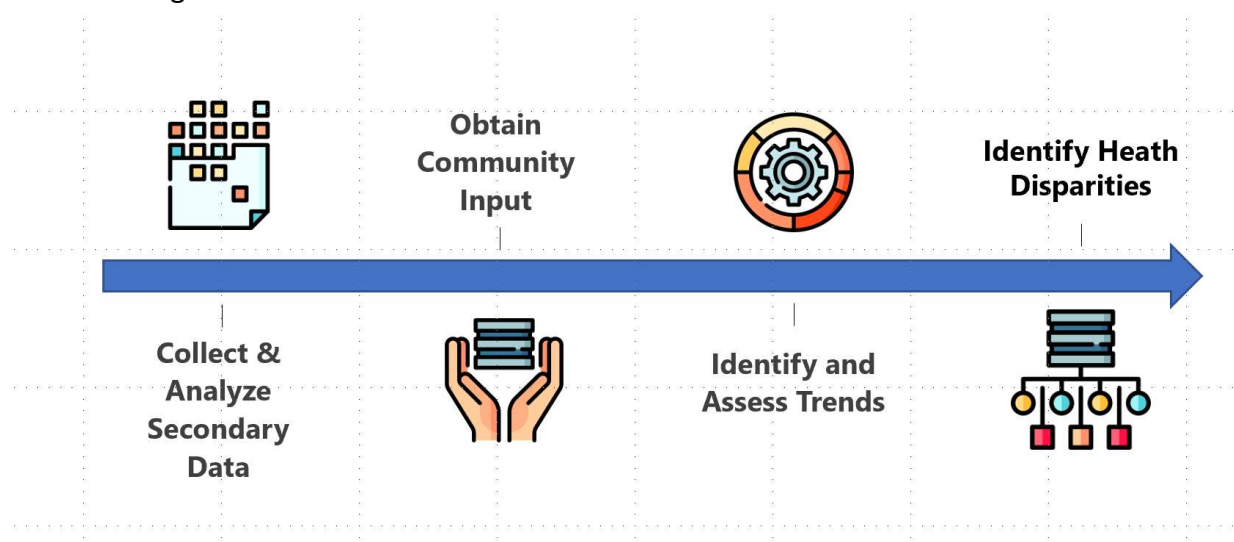 Collect &
Analyze
Secondary
Data
Obtain
Community
Input
Identify and
Assess Trends
Identify Heath
Disparities